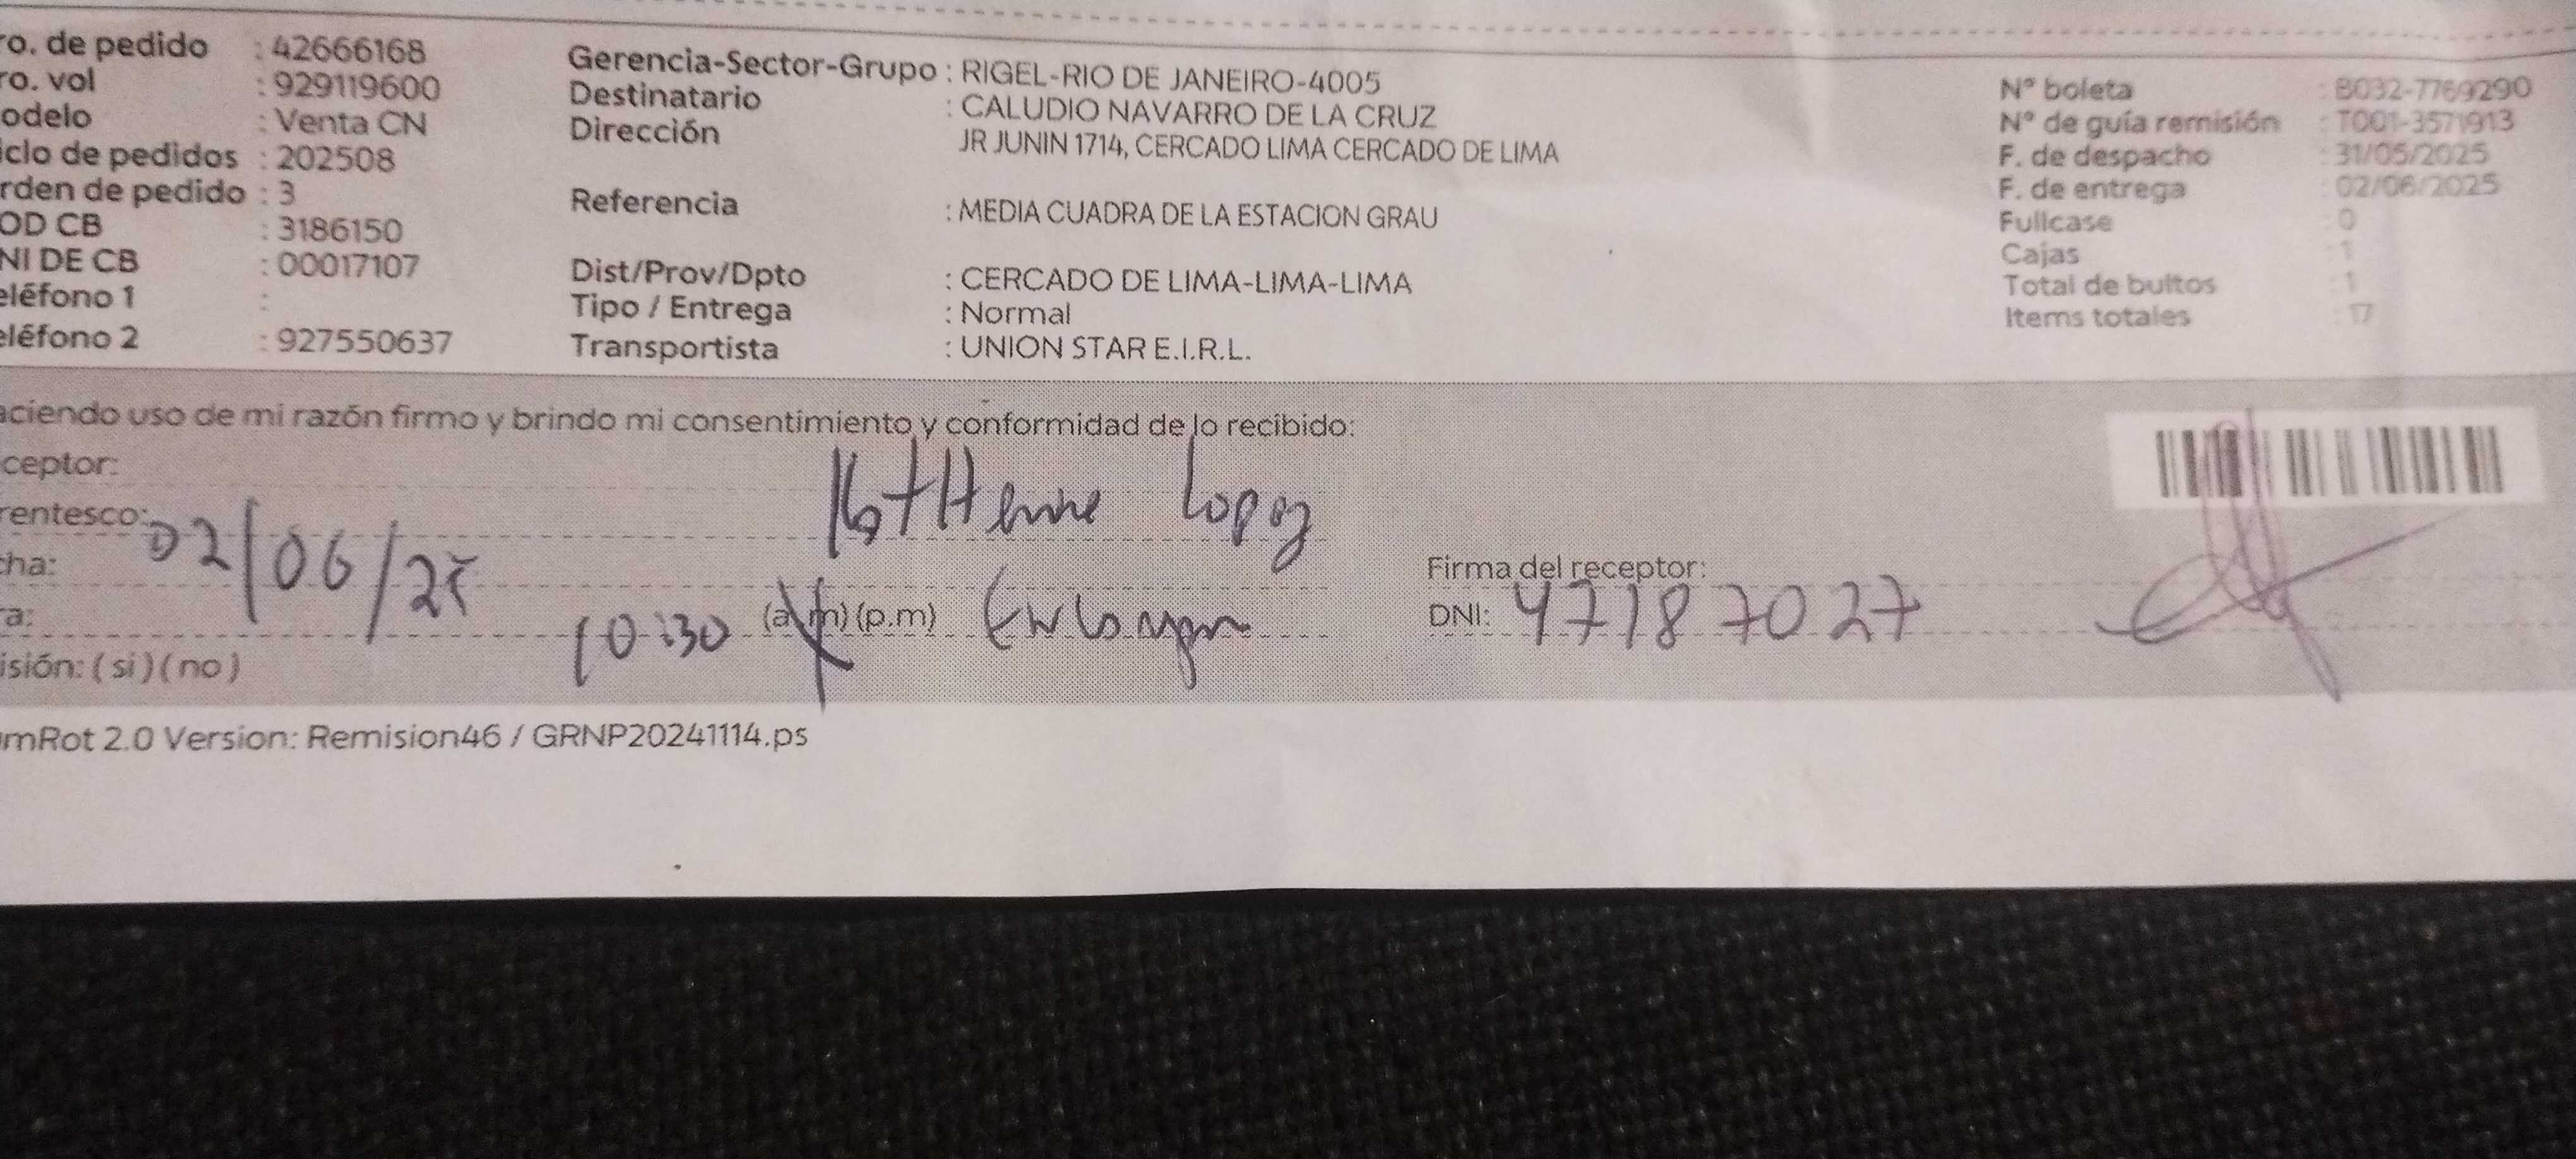 ro. de pedido : 42666168
ro. vol : 929119600
odelo : Venta CN
iclo de pedidos : 202508
rden de pedido : 3
OD CB : 3186150
NI DE CB : 00017107
eléfono 1 :
eléfono 2 : 927550637
Gerencia-Sector-Grupo : RIGEL-RIO DE JANEIRO-4005
Destinatario : CALUDIO NAVARRO DE LA CRUZ
Dirección JR JUNIN 1714, CERCADO LIMA CERCADO DE LIMA
Referencia : MEDIA CUADRA DE LA ESTACION GRAU
Dist/Prov/Dpto : CERCADO DE LIMA-LIMA-LIMA
Tipo / Entrega : Normal
Transportista : UNION STAR E.I.R.L.
N° boleta : B032-7769290
N° de guía remisión : T001-3571913
F. de despacho : 31/05/2025
F. de entrega : 02/06/2025
Fullcase : 0
Cajas : 1
Total de bultos : 1
Items totales : 17
aciendo uso de mi razón firmo y brindo mi consentimiento y conformidad de lo recibido:
ceptor: Lopez
rentesco:
cha: 02/06/25
ra: 10:30 (a.m) (p.m)
isión: ( si ) ( no )
Firma del receptor:
DNI: 47187027
mRot 2.0 Version: Remision46 / GRNP20241114.ps